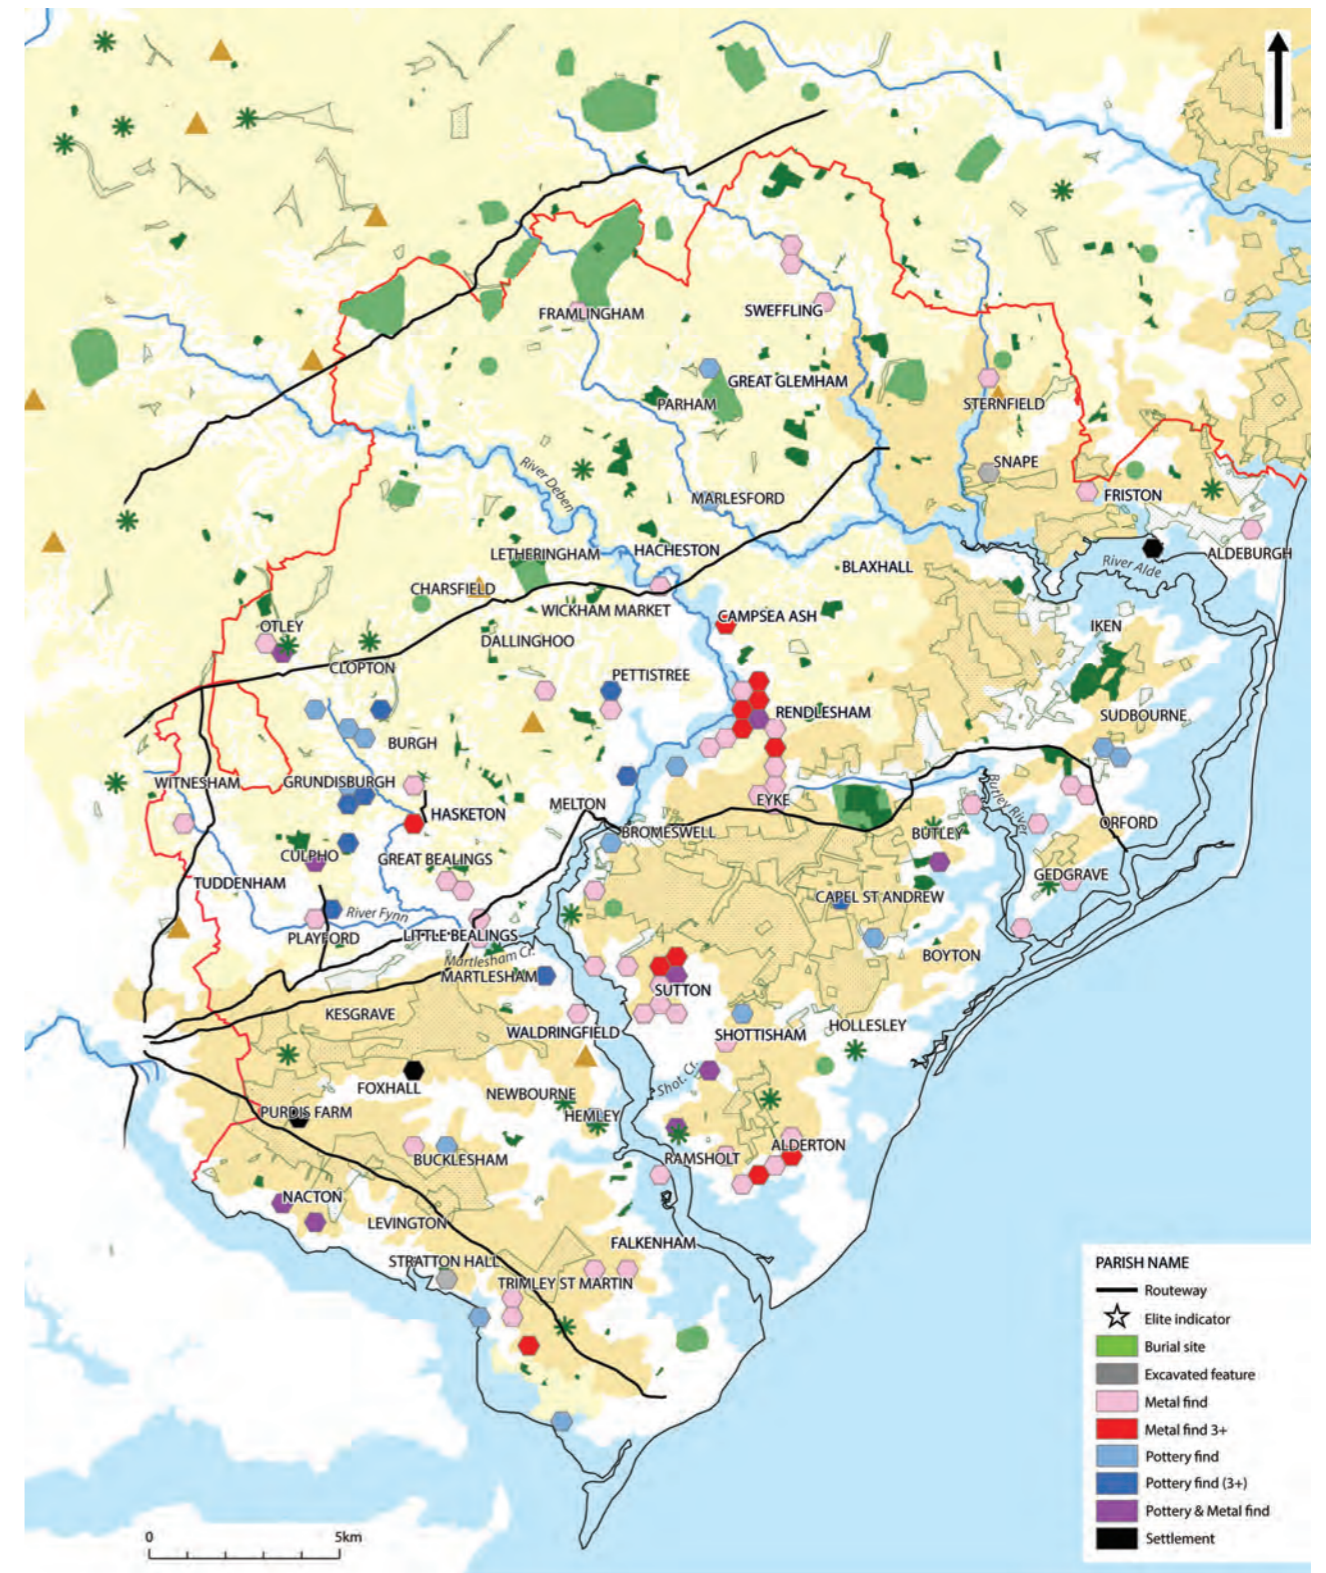 FRAMLINGHAM
SWEFFLING
GREAT GLEMHAM
PARHAM
STERNFIELD
River Deben
SNAPE
FRISTON
MARLESFORD
LETHERINGHAM
HACHESTON
ALDEBURGH
River Alde
BLAXHALL
CHARSFIELD
WICKHAM MARKET
CAMPSEA ASH
OTLEY
IKEN
DALLINGHOO
CLOPTON
PETTISTREE
RENDLESHAM
SUDBOURNE
BURGH
WITNESHAM
GRUNDISBURGH
HASKETON
MELTON
EYKE
Butley River
ORFORD
BROMESWELL
BUTLEY
CULPHO
GREAT BEALINGS
GEDGRAVE
TUDDENHAM
CAPEL ST ANDREW
River Fynn
PLAYFORD
LITTLE BEALINGS
BOYTON
Martlesham Cr.
MARTLESHAM
SUTTON
KESGRAVE
WALDRINGFIELD
SHOTTISHAM
HOLLESLEY
FOXHALL
NEWBOURNE
Shot. Cr.
PURDIS FARM
HEMLEY
ALDERTON
BUCKLESHAM
RAMSHOLT
NACTON
LEVINGTON
FALKENHAM
STRATTON HALL
TRIMLEY ST MARTIN
PARISH NAME
Routeway
Elite indicator
Burial site
Excavated feature
Metal find
Metal find 3+
Pottery find
Pottery find (3+)
Pottery & Metal find
Settlement
0 5km